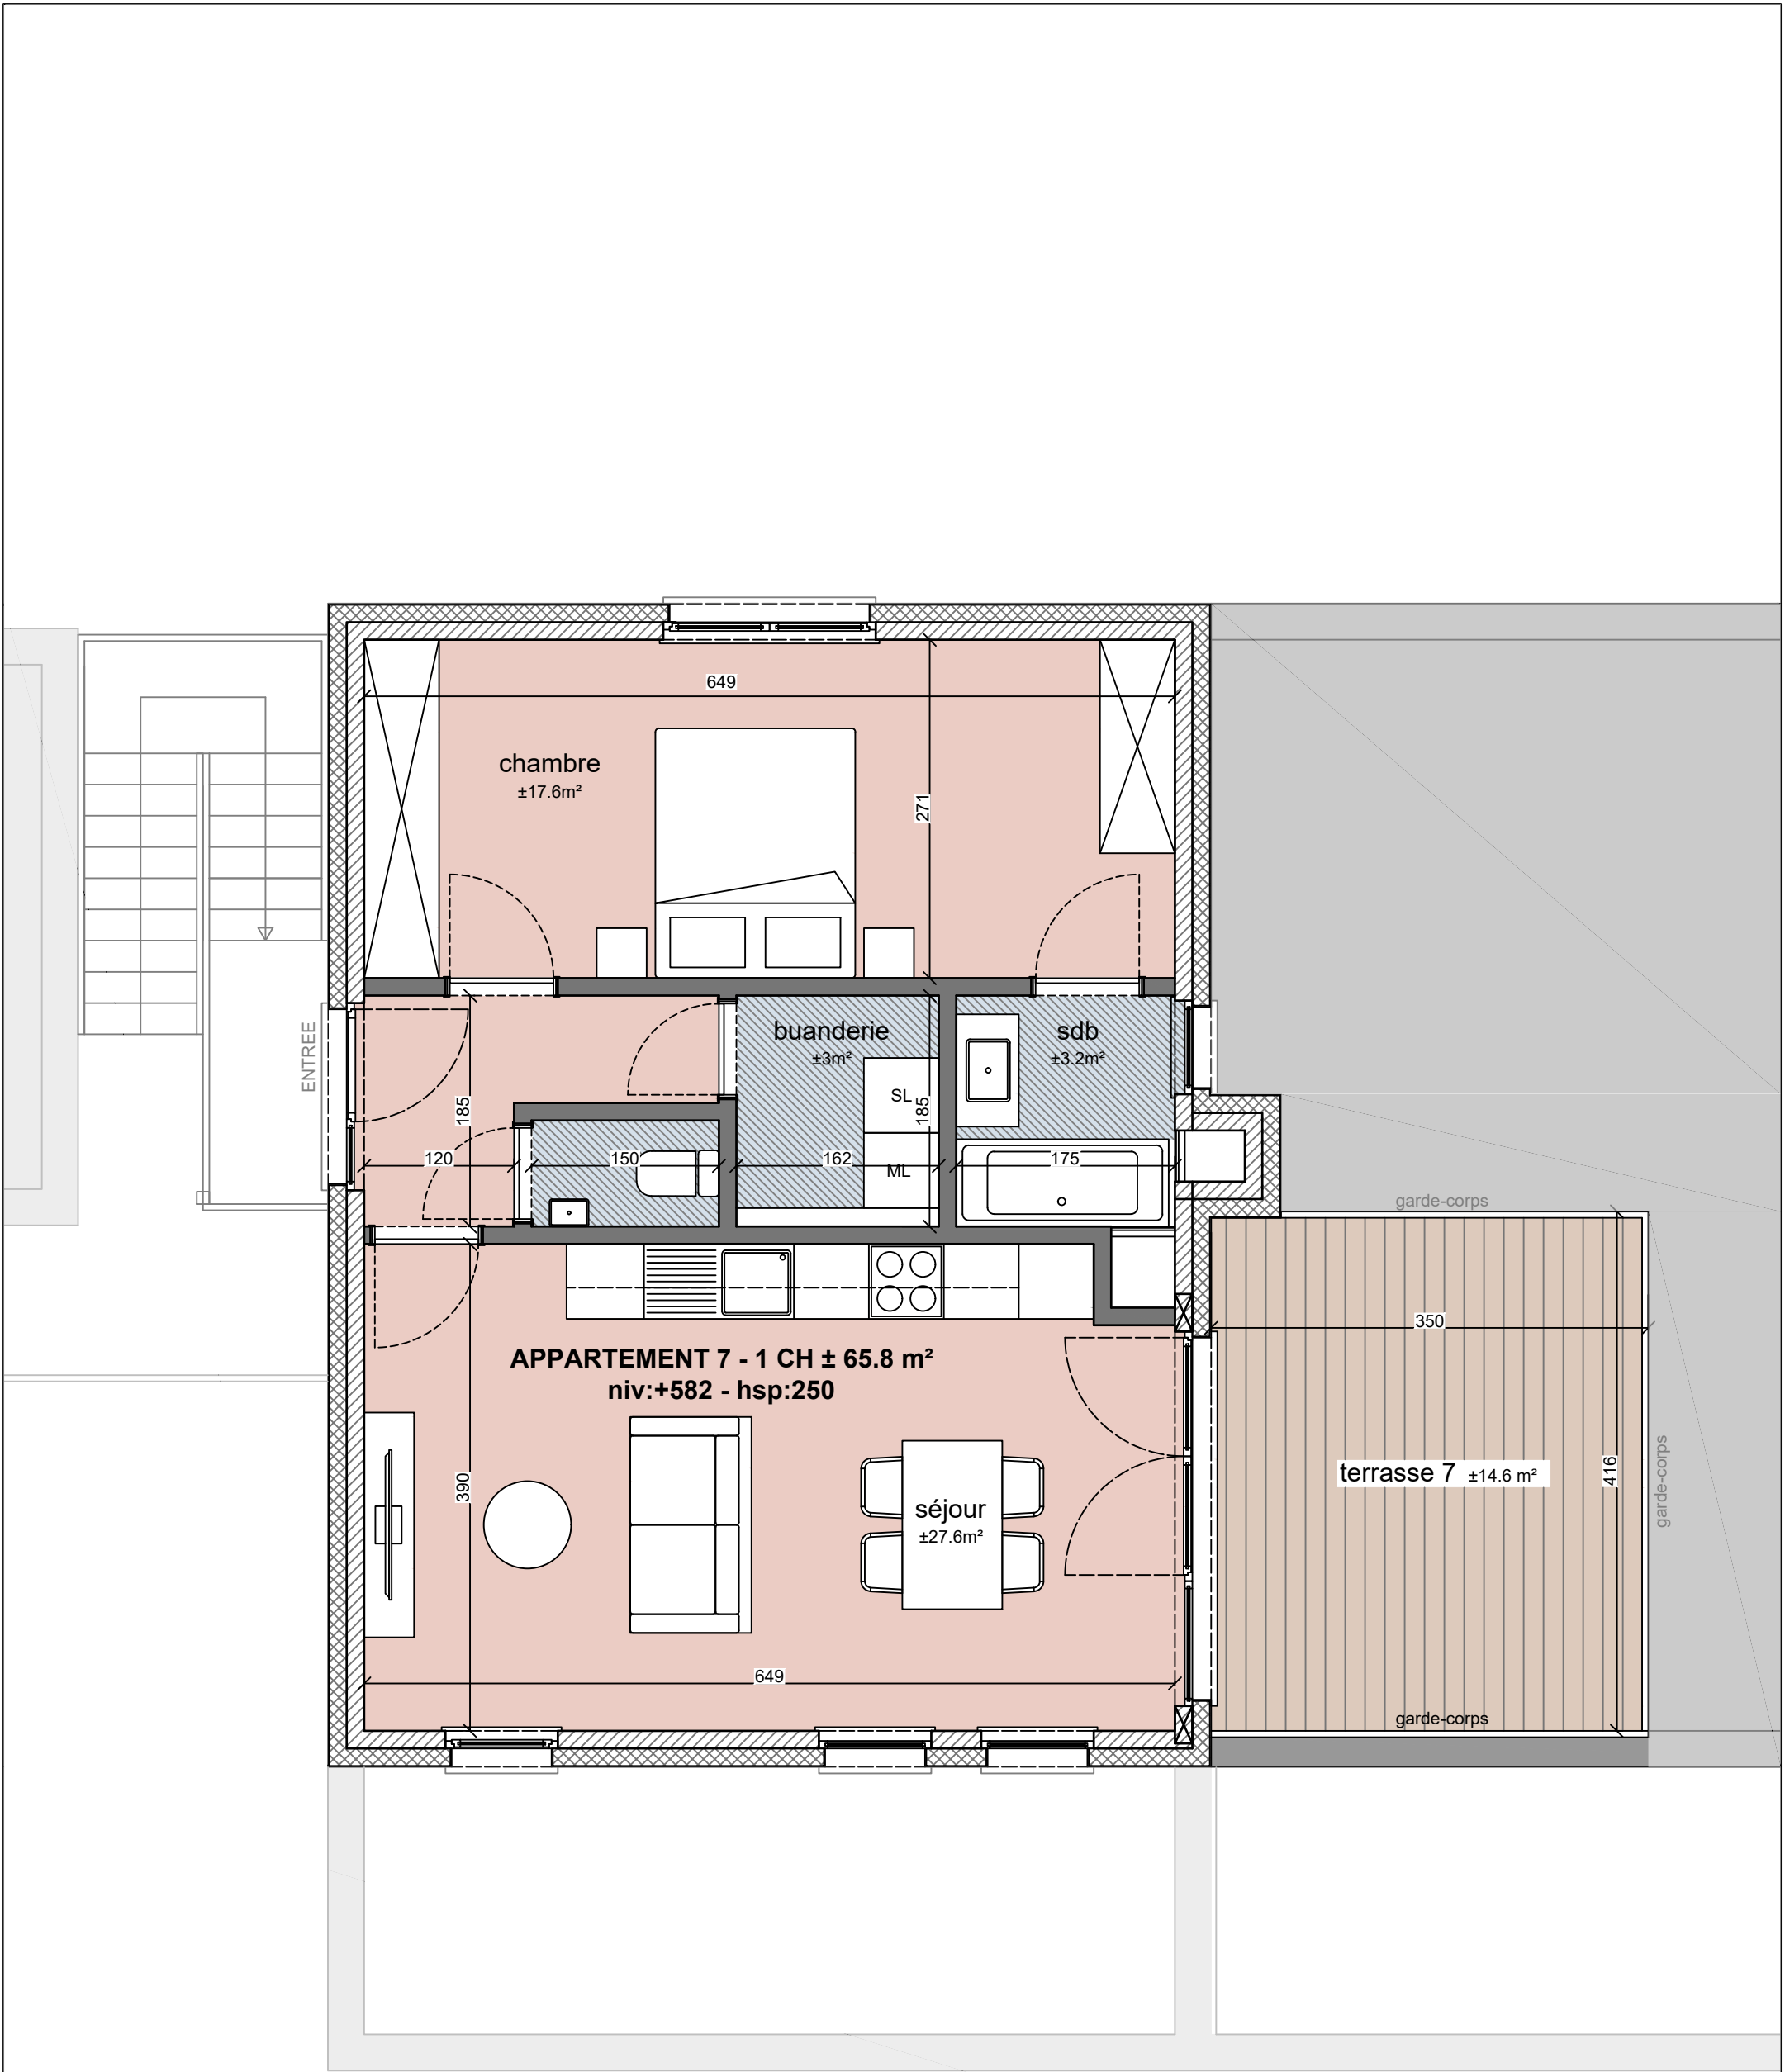 649
chambre
±17.6m²
271
ENTREE
buanderie
±3m²
sdb
±3.2m²
SL
185
185
120
150
162
ML
175
garde-corps
350
APPARTEMENT 7 - 1 CH ± 65.8 m²
niv:+582 - hsp:250
terrasse 7 ±14.6 m²
416
garde-corps
390
séjour
±27.6m²
649
garde-corps